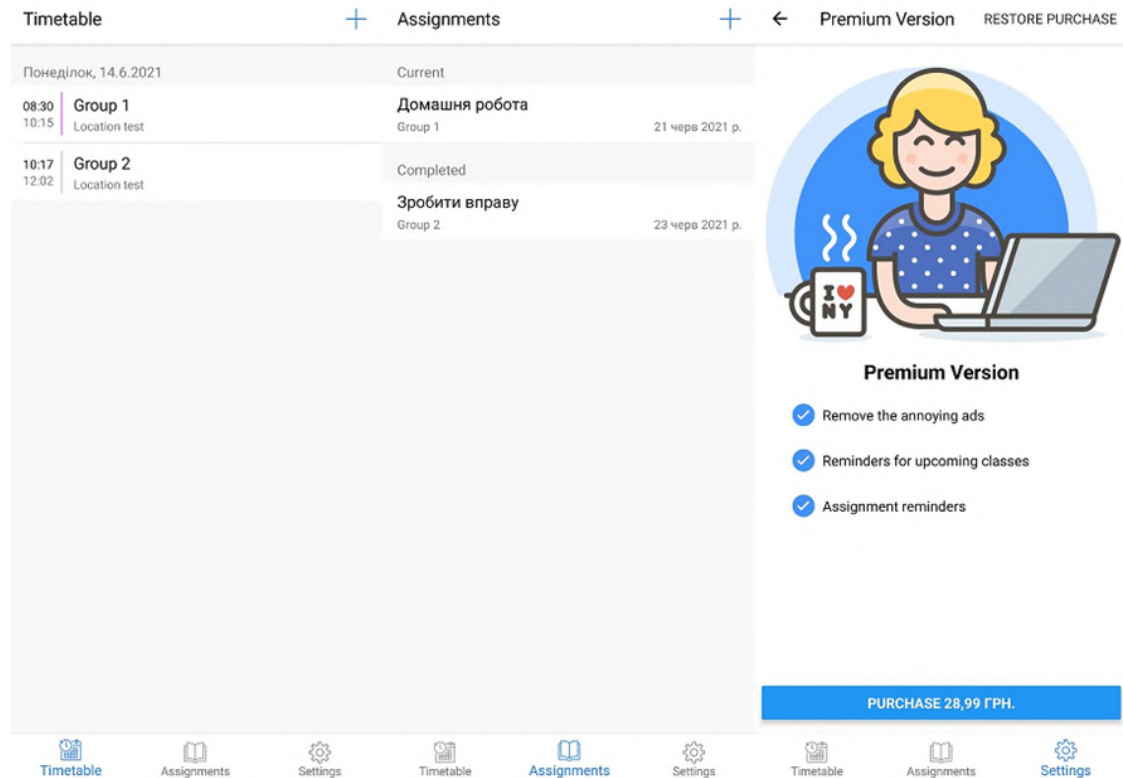 Timetable
Понеділок, 14.6.2021
08:30 Group 1
10:15 Location test
10:17 Group 2
12:02 Location test
Timetable Assignments Settings
Assignments
Current
Домашня робота
Group 1 21 черв 2021 р.
Completed
Зробити вправу
Group 2 23 черв 2021 р.
Timetable Assignments Settings
Premium Version RESTORE PURCHASE
I
NY
Premium Version
Remove the annoying ads
Reminders for upcoming classes
Assignment reminders
PURCHASE 28,99 ГРН.
Timetable Assignments Settings